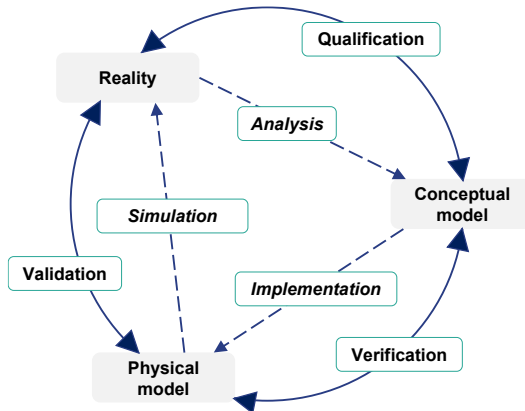 Qualification
Reality
Analysis
Conceptual
model
Simulation
Validation
Implementation
Verification
Physical
model